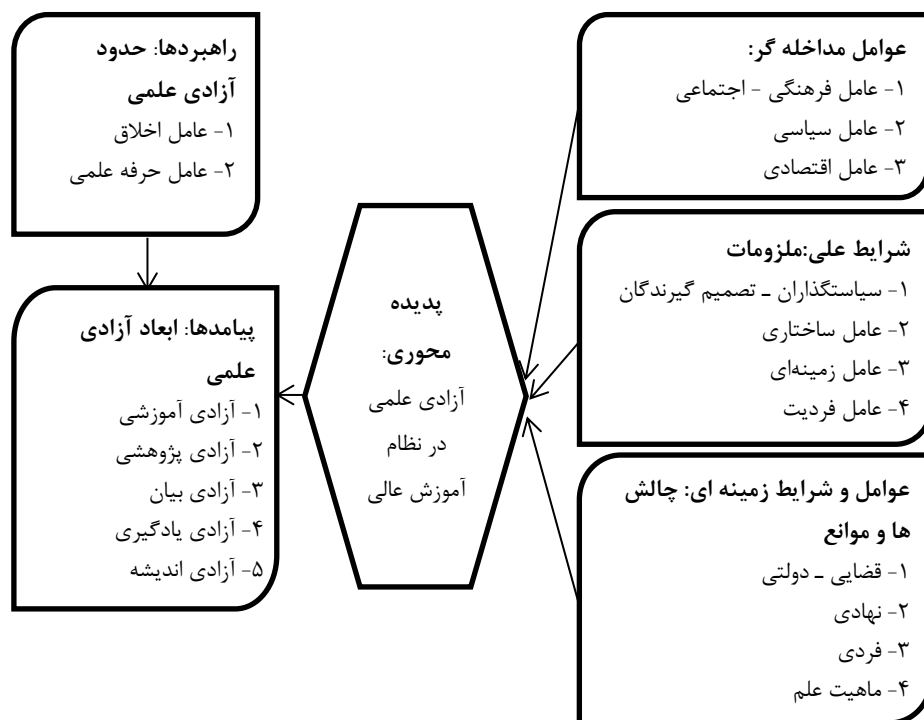 عوامل مداخله گر:
۱- عامل فرهنگی - اجتماعی
۲- عامل سیاسی
۳- عامل اقتصادی
شرایط علی:ملزومات
۱- سیاستگذاران ـ تصمیم گیرندگان
۲- عامل ساختاری
۳- عامل زمینه‌ای
۴- عامل فردیت
عوامل و شرایط زمینه ای: چالش
ها و موانع
۱- قضایی ـ دولتی
۲- نهادی
۳- فردی
۴- ماهیت علم
پدیده
محوری:
آزادی علمی
در نظام
آموزش عالی
راهبردها: حدود
آزادی علمی
۱- عامل اخلاق
۲- عامل حرفه علمی
پیامدها: ابعاد آزادی
علمی
۱- آزادی آموزشی
۲- آزادی پژوهشی
۳- آزادی بیان
۴- آزادی یادگیری
۵- آزادی اندیشه